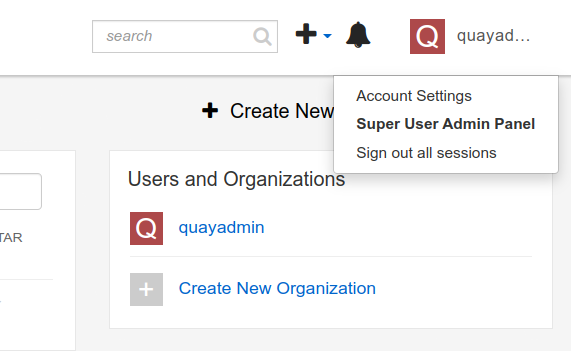 search
Q quayad...
Account Settings
Super User Admin Panel
Sign out all sessions
Create New
Users and Organizations
TAR
Q quayadmin
Create New Organization